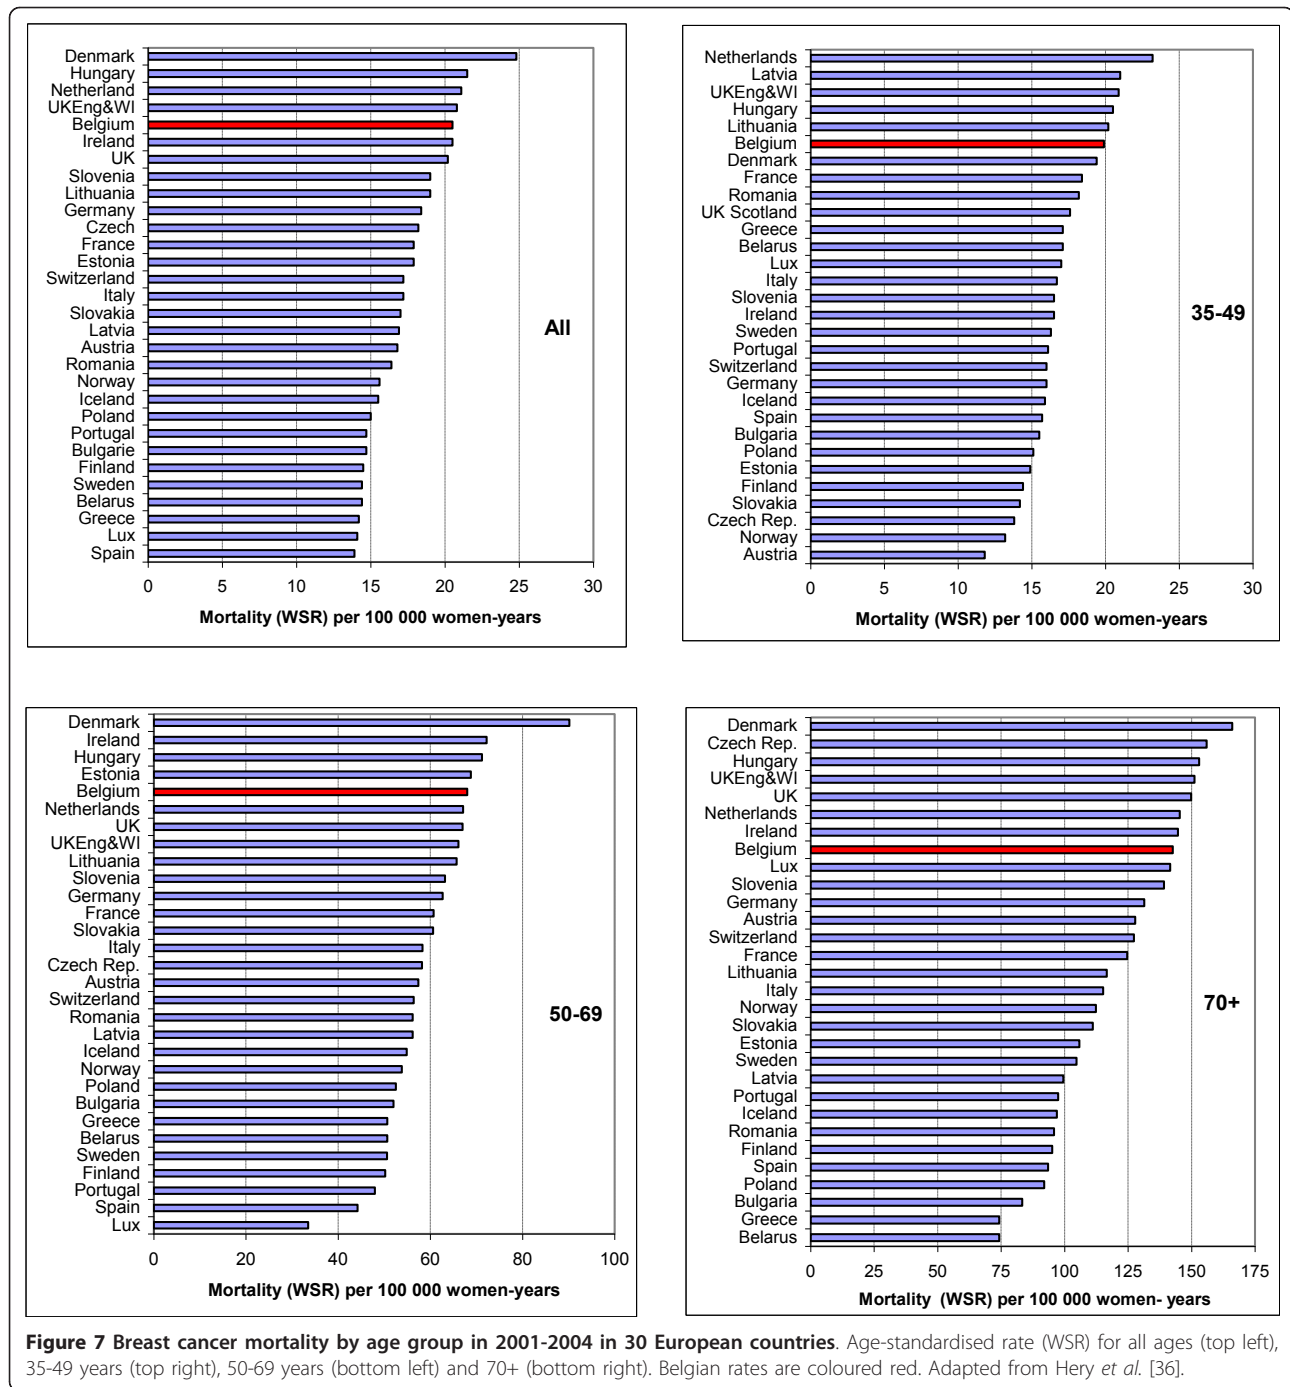 Denmark
Hungary
Netherland
UKEng&WI
Belgium
Ireland
UK
Slovenia
Lithuania
Germany
Czech
France
Estonia
Switzerland
Italy
Slovakia
Latvia
Austria
Romania
Norway
Iceland
Poland
Portugal
Bulgarie
Finland
Sweden
Belarus
Greece
Lux
Spain
All
0 5 10 15 20 25 30
Mortality (WSR) per 100 000 women-years
Netherlands
Latvia
UKEng&WI
Hungary
Lithuania
Belgium
Denmark
France
Romania
UK Scotland
Greece
Belarus
Lux
Italy
Slovenia
Ireland
Sweden
Portugal
Switzerland
Germany
Iceland
Spain
Bulgaria
Poland
Estonia
Finland
Slovakia
Czech Rep.
Norway
Austria
35-49
0 5 10 15 20 25 30
Mortality (WSR) per 100 000 women-years
Denmark
Ireland
Hungary
Estonia
Belgium
Netherlands
UK
UKEng&WI
Lithuania
Slovenia
Germany
France
Slovakia
Italy
Czech Rep.
Austria
Switzerland
Romania
Latvia
Iceland
Norway
Poland
Bulgaria
Greece
Belarus
Sweden
Finland
Portugal
Spain
Lux
50-69
0 20 40 60 80 100
Mortality (WSR) per 100 000 women-years
Denmark
Czech Rep.
Hungary
UKEng&WI
UK
Netherlands
Ireland
Belgium
Lux
Slovenia
Germany
Austria
Switzerland
France
Lithuania
Italy
Norway
Slovakia
Estonia
Sweden
Latvia
Portugal
Iceland
Romania
Finland
Spain
Poland
Bulgaria
Greece
Belarus
70+
0 25 50 75 100 125 150 175
Mortality (WSR) per 100 000 women- years
Figure 7 Breast cancer mortality by age group in 2001-2004 in 30 European countries. Age-standardised rate (WSR) for all ages (top left),
35-49 years (top right), 50-69 years (bottom left) and 70+ (bottom right). Belgian rates are coloured red. Adapted from Hery et al. [36].